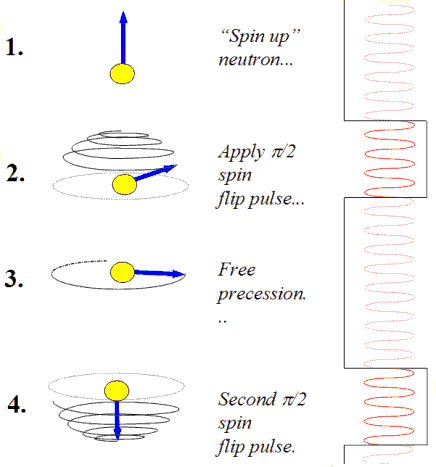 1.
“Spin up”
neutron...
2.
Apply π/2
spin
flip pulse...
3.
Free
precession.
..
4.
Second π/2
spin
flip pulse.